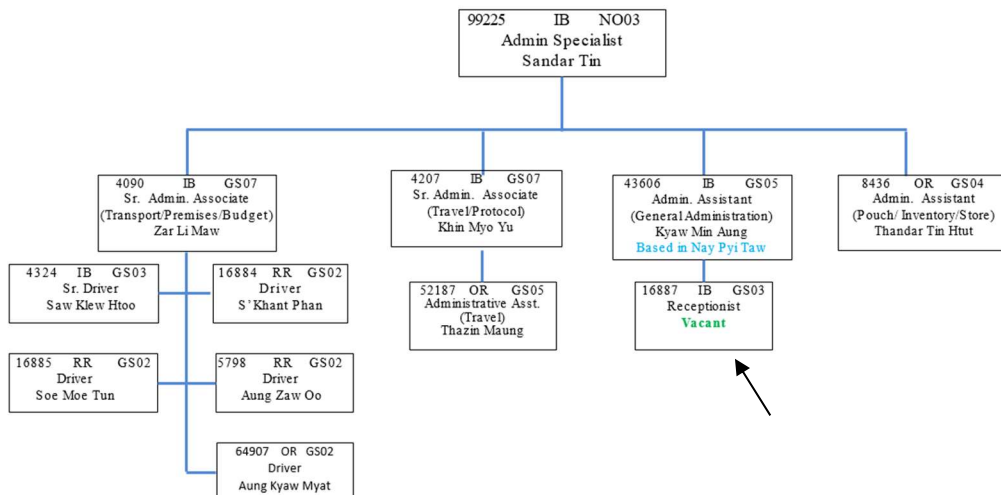 99225 IB NO03
Admin Specialist
Sandar Tin
4090 IB GS07
Sr. Admin. Associate
(Transport/Premises/Budget)
Zar Li Maw
4207 IB GS07
Sr. Admin. Associate
(Travel/Protocol)
Khin Myo Yu
43606 IB GS05
Admin. Assistant
(General Administration)
Kyaw Min Aung
Based in Nay Pyi Taw
8436 OR GS04
Admin. Assistant
(Pouch/ Inventory/Store)
Thandar Tin Htut
4324 IB GS03
Sr. Driver
Saw Klew Htoo
16884 RR GS02
Driver
S’Khant Phan
52187 OR GS05
Administrative Asst.
(Travel)
Thazin Maung
16887 IB GS03
Receptionist
Vacant
16885 RR GS02
Driver
Soe Moe Tun
5798 RR GS02
Driver
Aung Zaw Oo
64907 OR GS02
Driver
Aung Kyaw Myat